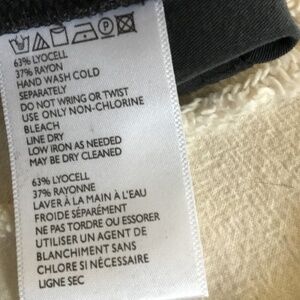 63% LYOCELL
37% RAYON
HAND WASH COLD
SEPARATELY
DO NOT WRING OR TWIST
USE ONLY NON-CHLORINE
BLEACH
LINE DRY
LOW IRON AS NEEDED
MAY BE DRY CLEANED
63% LYOCELL
37% RAYONNE
LAVER À LA MAIN À L'EAU
FROIDE SÉPARÉMENT
NE PAS TORDRE OU ESSORER
UTILISER UN AGENT DE
BLANCHIMENT SANS
CHLORE SI NÉCESSAIRE
LIGNE SEC